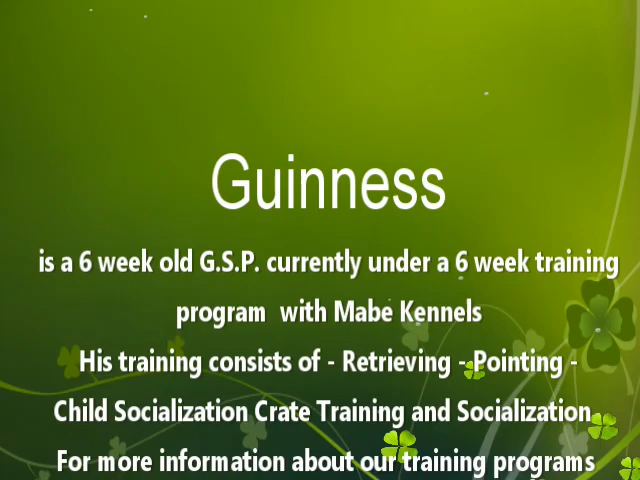 Guinness
is a 6 week old G.S.P. currently under a 6 week training
program with Mabe Kennels
His training consists of - Retrieving - Pointing -
Child Socialization Crate Training and Socialization
For more information about our training programs